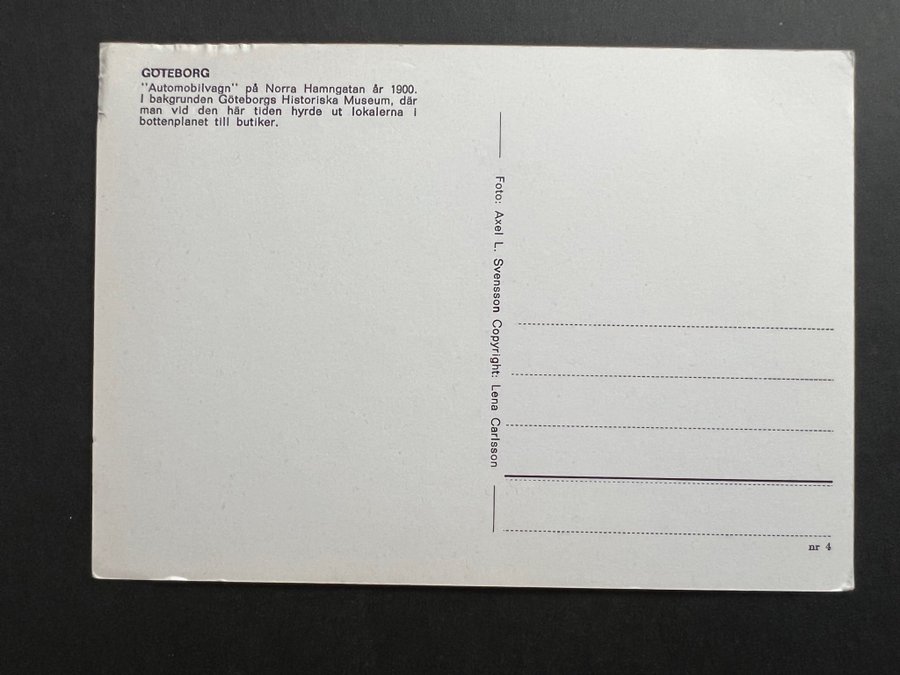 GÖTEBORG
"Automobilvagn" på Norra Hamngatan år 1900.
I bakgrunden Göteborgs Historiska Museum, där
man vid den här tiden hyrde ut lokalerna i
bottenplanet till butiker.
Foto: Axel L. Svensson Copyright: Lena Carlsson
nr 4